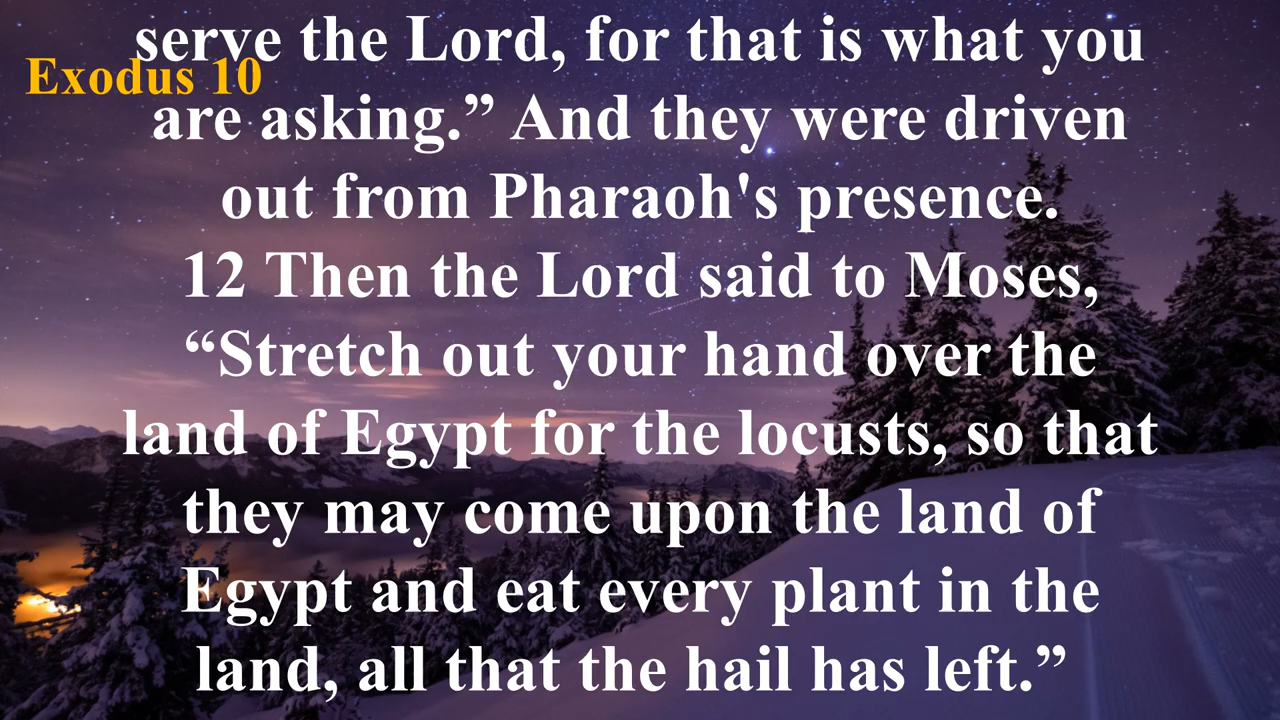 serve the Lord, for that is what you
Exodus 10
are asking.” And they were driven
out from Pharaoh's presence.
12 Then the Lord said to Moses,
“Stretch out your hand over the
land of Egypt for the locusts, so that
they may come upon the land of
Egypt and eat every plant in the
land, all that the hail has left.”